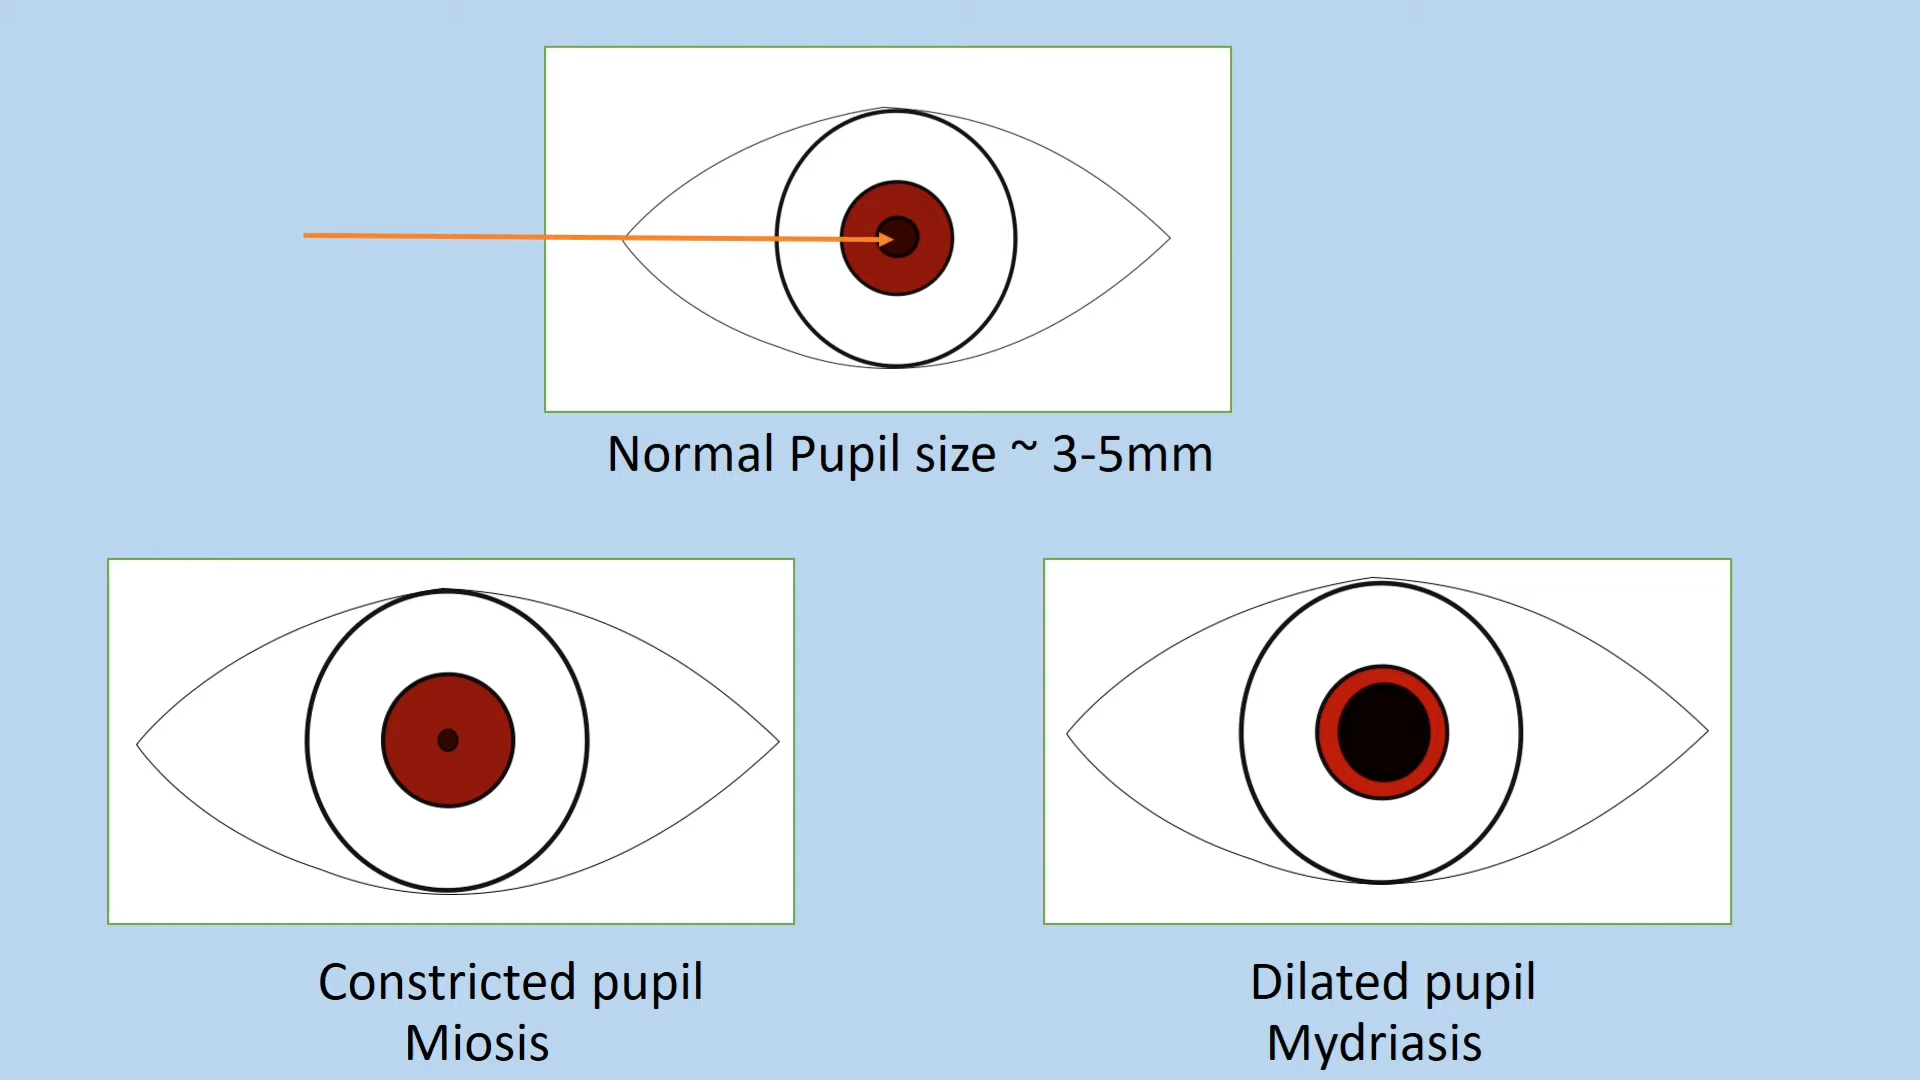 Normal Pupil size ~ 3-5mm
Constricted pupil
Miosis
Dilated pupil
Mydriasis